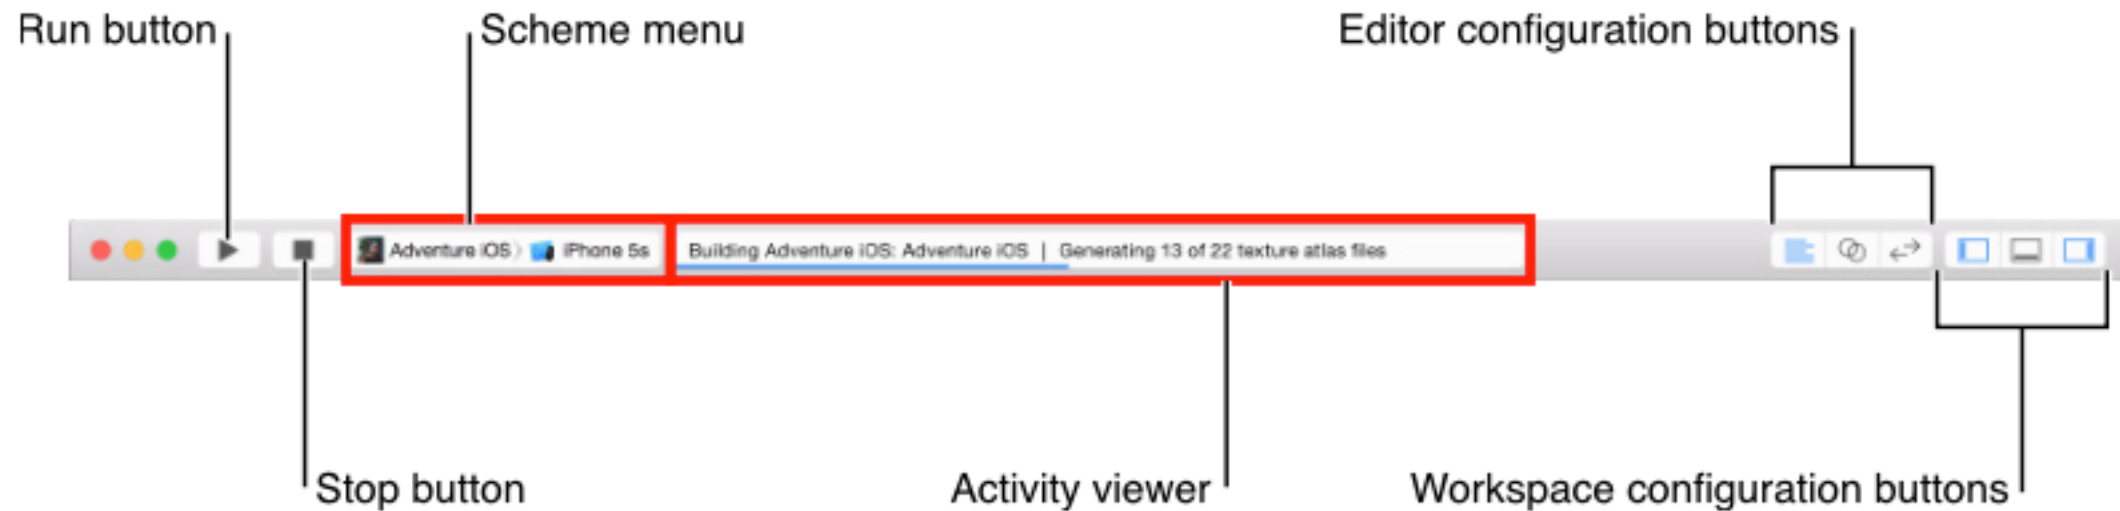 Run button
Scheme menu
Editor configuration buttons
Adventure iOS 〉 iPhone 5s
Building Adventure iOS: Adventure iOS | Generating 13 of 22 texture atlas files
Stop button
Activity viewer
Workspace configuration buttons